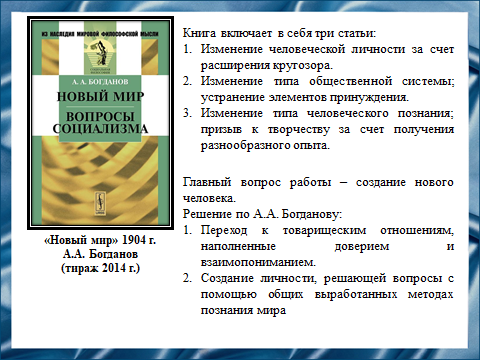 ИЗ НАСЛЕДИЯ МИРОВОЙ ФИЛОСОФСКОЙ МЫСЛИ
А. А. БОГДАНОВ
НОВЫЙ МИР
ВОПРОСЫ
СОЦИАЛИЗМА
URSS
«Новый мир» 1904 г.
А.А. Богданов
(тираж 2014 г.)
Книга включает в себя три статьи:
1. Изменение человеческой личности за счет
расширения кругозора.
2. Изменение типа общественной системы;
устранение элементов принуждения.
3. Изменение типа человеческого познания;
призыв к творчеству за счет получения
разнообразного опыта.
Главный вопрос работы – создание нового
человека.
Решение по А.А. Богданову:
1. Переход к товарищеским отношениям,
наполненные доверием и
взаимопониманием.
2. Создание личности, решающей вопросы с
помощью общих выработанных методах
познания мира